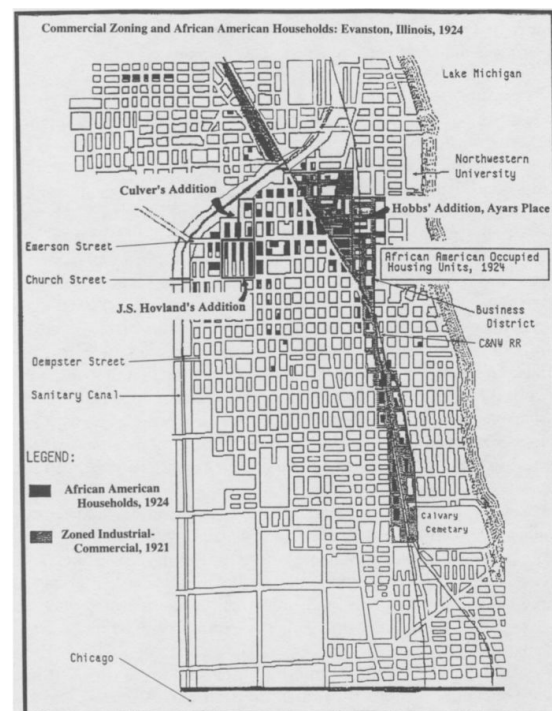 Commercial Zoning and African American Households: Evanston, Illinois, 1924
Lake Michigan
Northwestern
University
Culver's Addition
Hobbs' Addition, Ayars Place
Emerson Street
African American Occupied
Housing Units, 1924
Church Street
J.S. Hovland's Addition
Business
District
C&NW RR
Dempster Street
Sanitary Canal
LEGEND:
African American
Households, 1924
Zoned Industrial-
Commercial, 1921
Calvary
Cemetery
Chicago